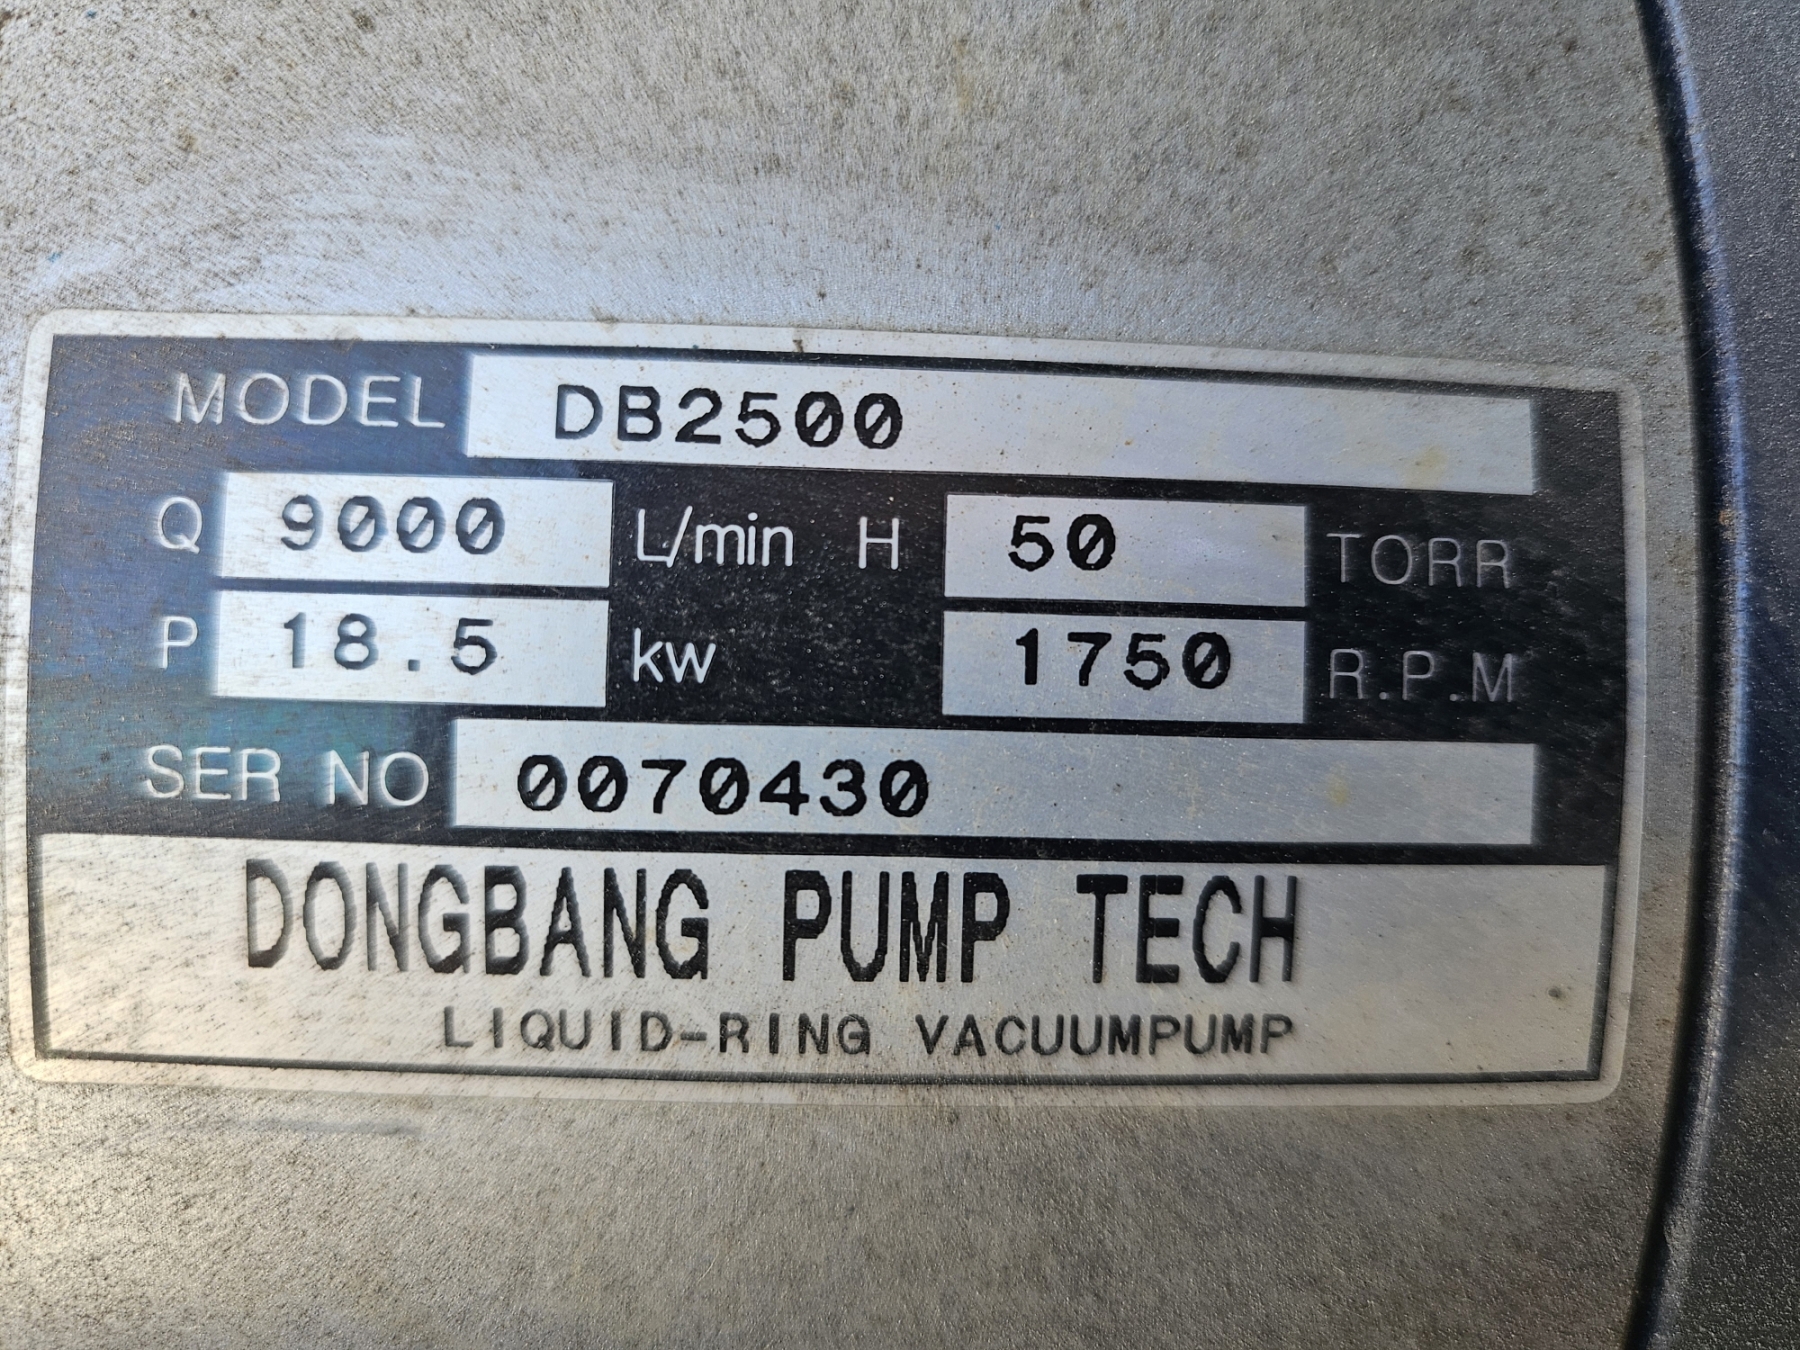 MODEL DB2500
Q 9000 L/min H 50 TORR
P 18.5 kw 1750 R.P.M
SER NO 0070430
DONGBANG PUMP TECH
LIQUID-RING VACUUMPUMP